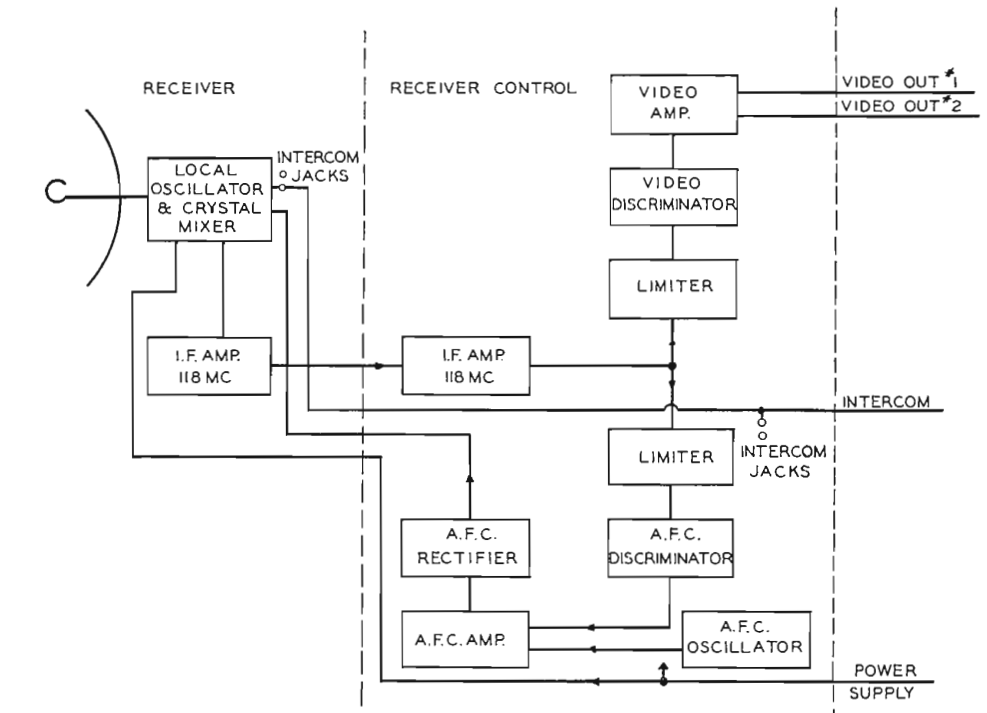 RECEIVER
RECEIVER CONTROL
VIDEO
AMP.
VIDEO OUT #1
VIDEO OUT #2
LOCAL
OSCILLATOR
& CRYSTAL
MIXER
INTERCOM
JACKS
VIDEO
DISCRIMINATOR
LIMITER
I.F. AMP.
118 MC
I.F. AMP.
118 MC
INTERCOM
LIMITER
INTERCOM
JACKS
A.F.C.
RECTIFIER
A.F.C.
DISCRIMINATOR
A.F.C. AMP.
A.F.C.
OSCILLATOR
POWER
SUPPLY